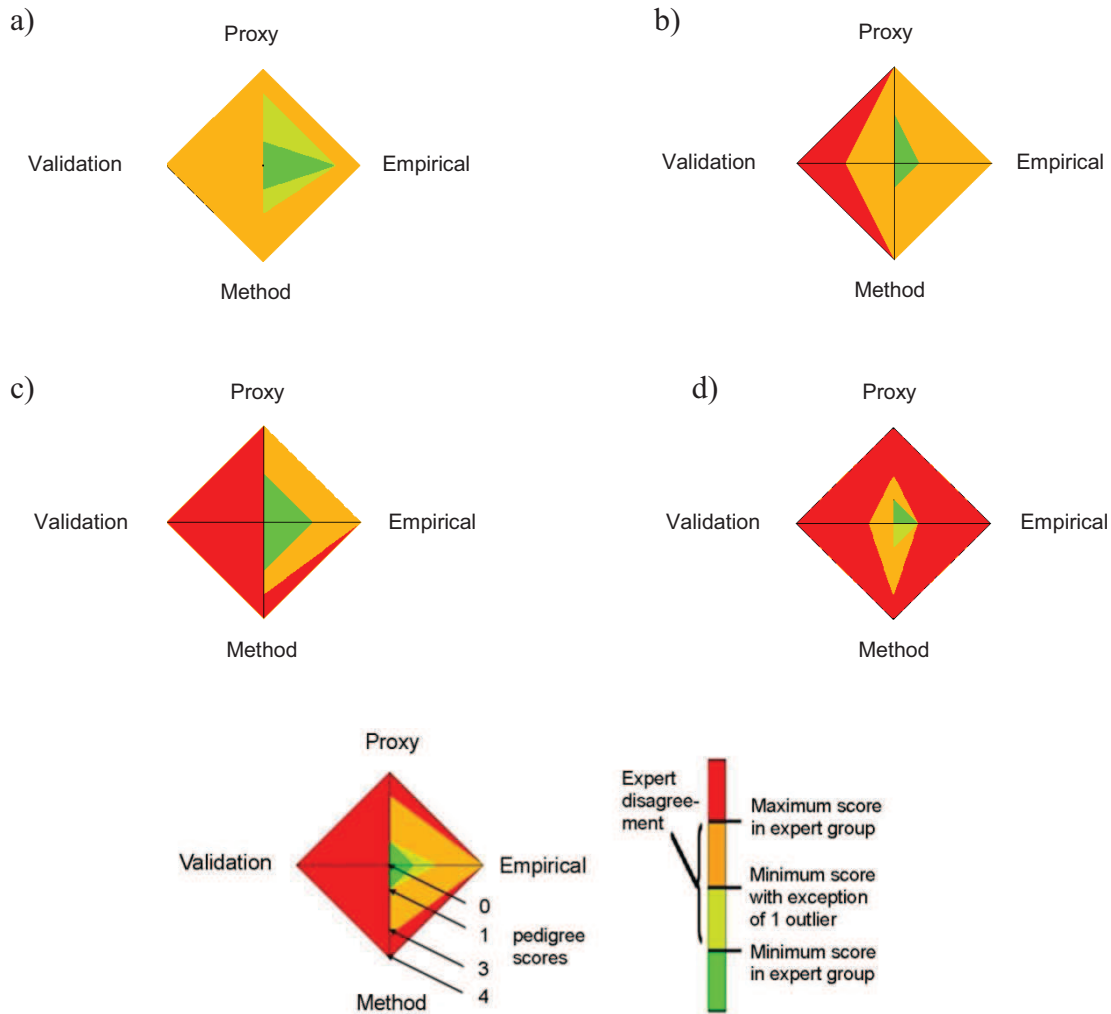 a)
Proxy
Validation
Empirical
Method
b)
Proxy
Validation
Empirical
Method
c)
Proxy
Validation
Empirical
Method
d)
Proxy
Validation
Empirical
Method
Proxy
Validation
Empirical
0
1
3
4
pedigree
scores
Method
Expert
disagree-
ment
Maximum score
in expert group
Minimum score
with exception
of 1 outlier
Minimum score
in expert group